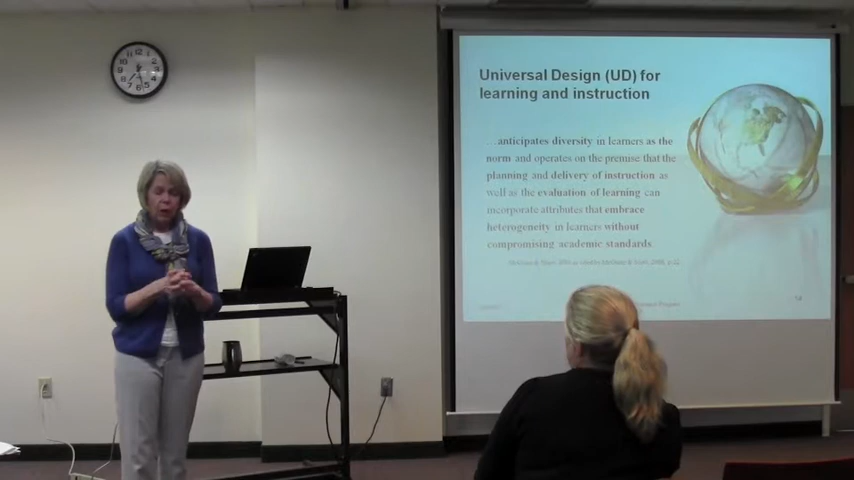 Universal Design (UD) for
learning and instruction
...anticipates diversity in learners as the
norm and operates on the premise that the
planning and delivery of instruction as
well as the evaluation of learning can
incorporate attributes that embrace
heterogeneity in learners without
compromising academic standards.